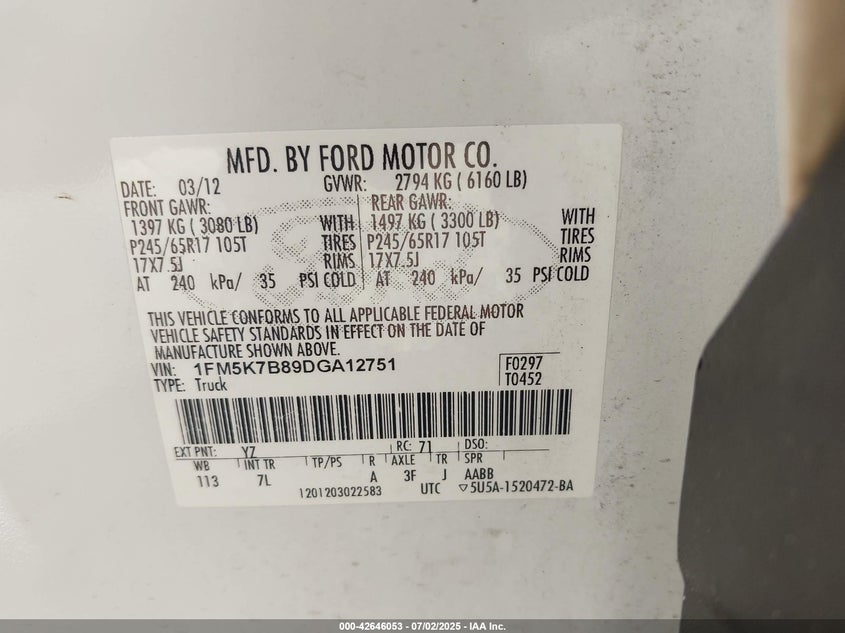 MFD. BY FORD MOTOR CO.
DATE: 03/12 GVWR: 2794 KG ( 6160 LB)
FRONT GAWR: REAR GAWR:
1397 KG ( 3080 LB) WITH 1497 KG ( 3300 LB) WITH
P245/65R17 105T TIRES P245/65R17 105T TIRES
17X7.5J RIMS 17X7.5J RIMS
AT 240 kPa/ 35 PSI COLD AT 240 kPa/ 35 PSI COLD
THIS VEHICLE CONFORMS TO ALL APPLICABLE FEDERAL MOTOR
VEHICLE SAFETY STANDARDS IN EFFECT ON THE DATE OF
MANUFACTURE SHOWN ABOVE.
VIN: 1FM5K7B89DGA12751 F0297
TYPE: Truck T0452
EXT PNT: YZ RC: 71 DSO:
WB INT TR TP/PS R AXLE TR SPR
113 7L A 3F J AABB
1201203022583 UTC ▽5U5A-1520472-BA
000-42646053 - 07/02/2025 - IAA Inc.